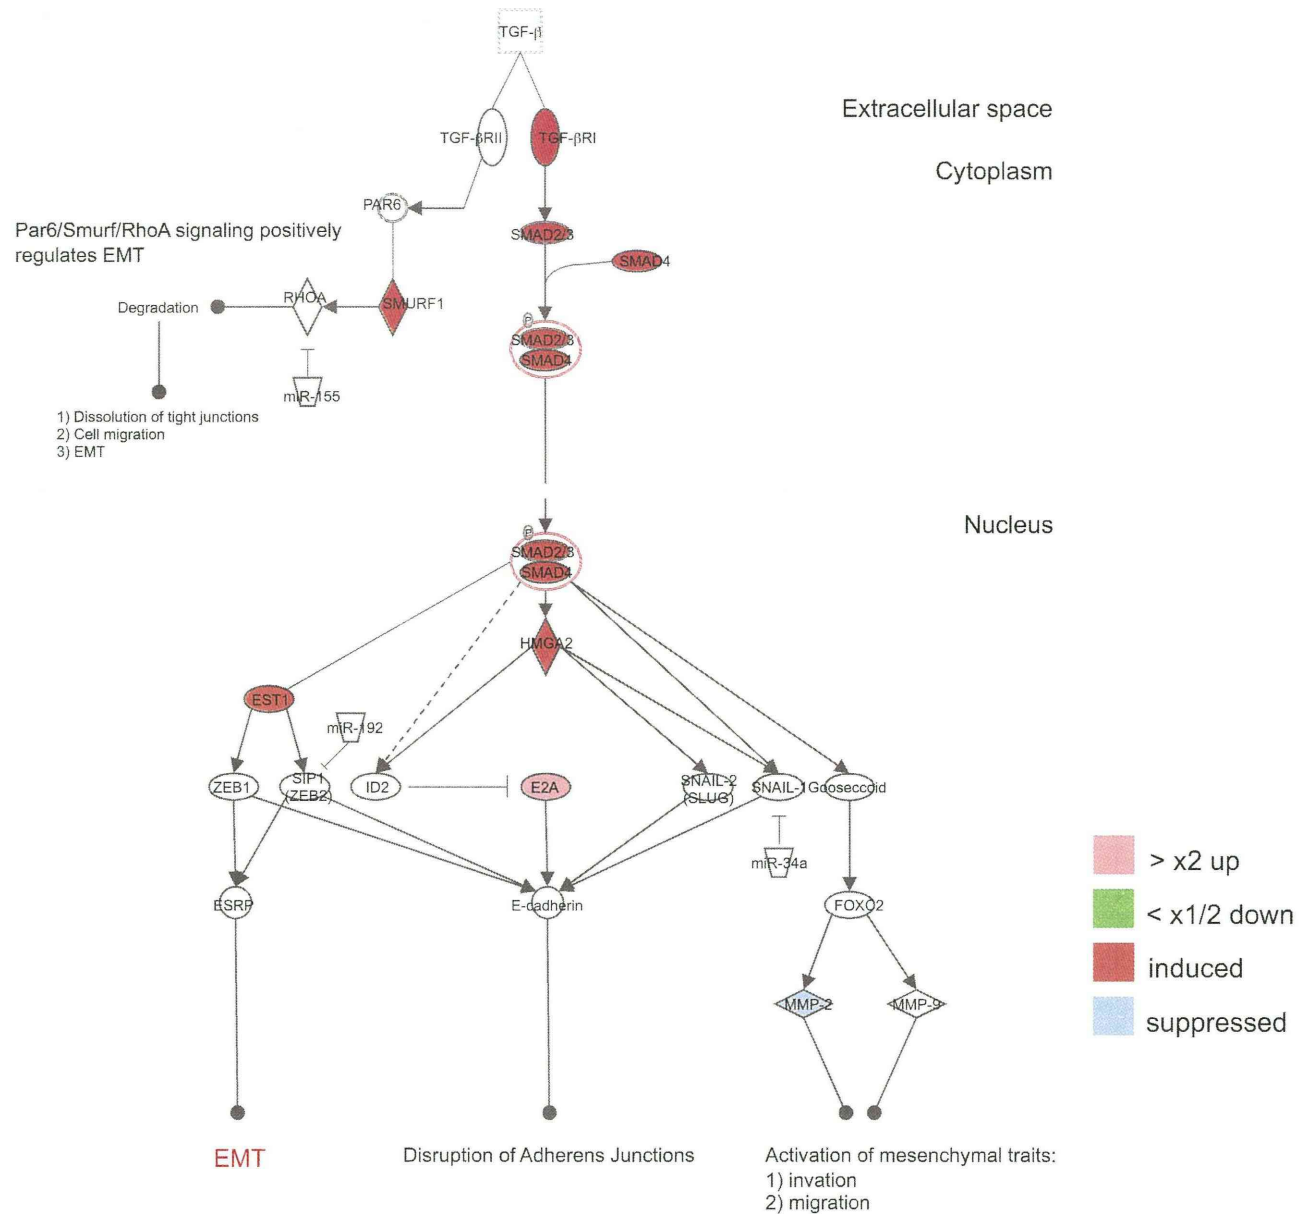 TGF-β
Extracellular space
TGF-βRII
TGF-βRI
Cytoplasm
PAR6
Par6/Smurf/RhoA signaling positively
regulates EMT
SMAD2/3
SMAD4
RHOA
SMURF1
Degradation
P
SMAD2/3
SMAD4
miR-155
1) Dissolution of tight junctions
2) Cell migration
3) EMT
Nucleus
P
SMAD2/3
SMAD4
HMGA2
EST1
miR-192
ZEB1
SIP1
(ZEB2)
ID2
E2A
SNAIL-2
(SLUG)
SNAIL-1
Gooseccoid
miR-34a
ESRP
E-cadherin
FOXC2
MMP-2
MMP-9
> x2 up
< x1/2 down
induced
suppressed
EMT
Disruption of Adherens Junctions
Activation of mesenchymal traits:
1) invation
2) migration